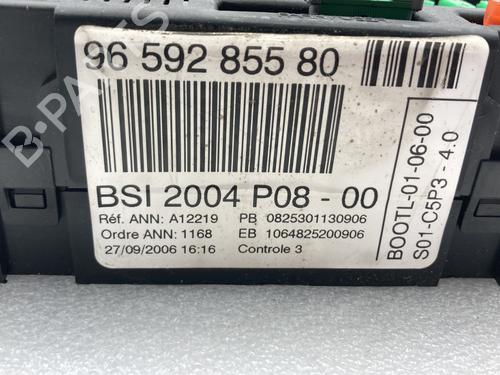 96 592 855 80
BSI 2004 P08 - 00
Réf. ANN: A12219 PB 0825301130906
Ordre ANN: 1168 EB 1064825200906
27/09/2006 16:16 Controle 3
BOOTL-01-06-00
S01-C5P3 - 4.0
B-PARTS